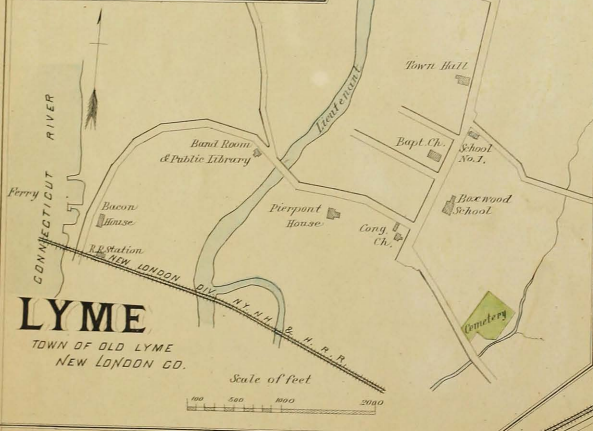 Town Hall
Lieutenant
CONNECTICUT RIVER
Band Room
& Public Library
Bapt. Ch.
School
No. 1.
Ferry
Bacon
House
Pierpont
House
Boxwood
School
Cong.
Ch.
R.R. Station
NEW LONDON DIV. N.Y. N.H. & H. R. R.
Cemetery
LYME
TOWN OF OLD LYME
NEW LONDON CO.
Scale of feet
100 500 1000 2000